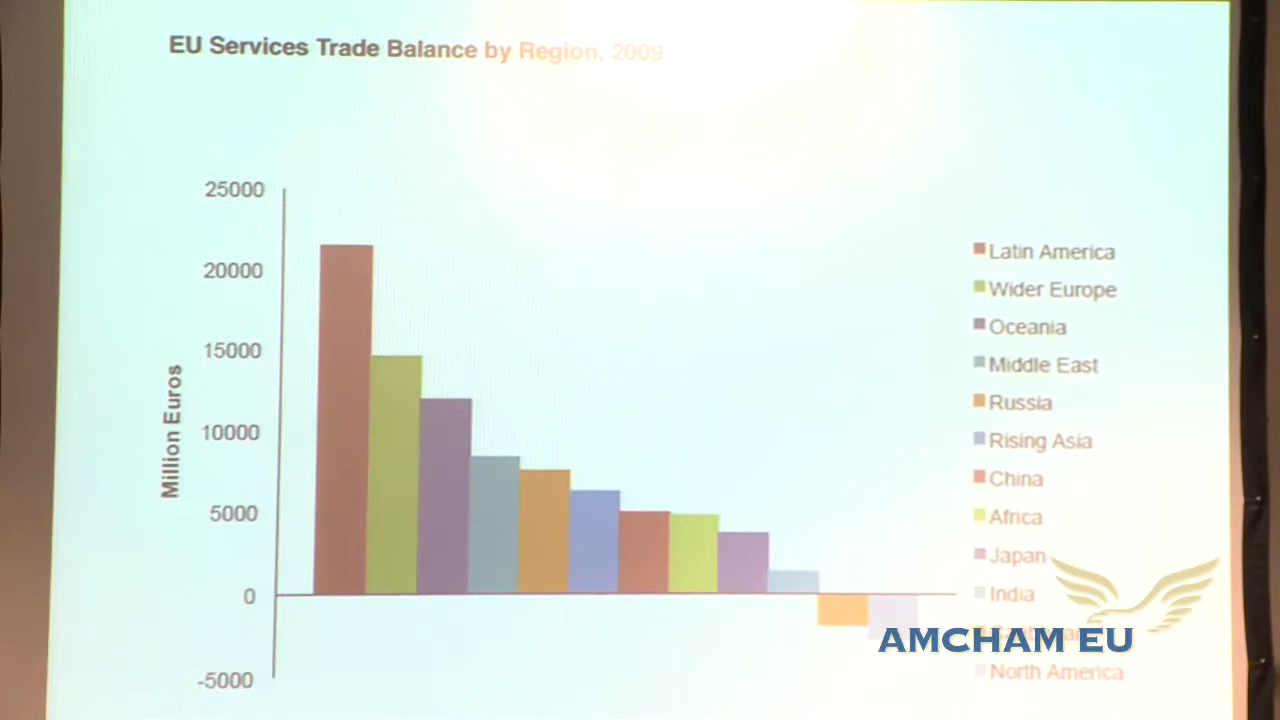 EU Services Trade Balance by Region, 2009
25000
20000
15000
10000
5000
0
-5000
Million Euros
Latin America
Wider Europe
Oceania
Middle East
Russia
Rising Asia
China
Africa
Japan
India
North America
AMCHAM EU